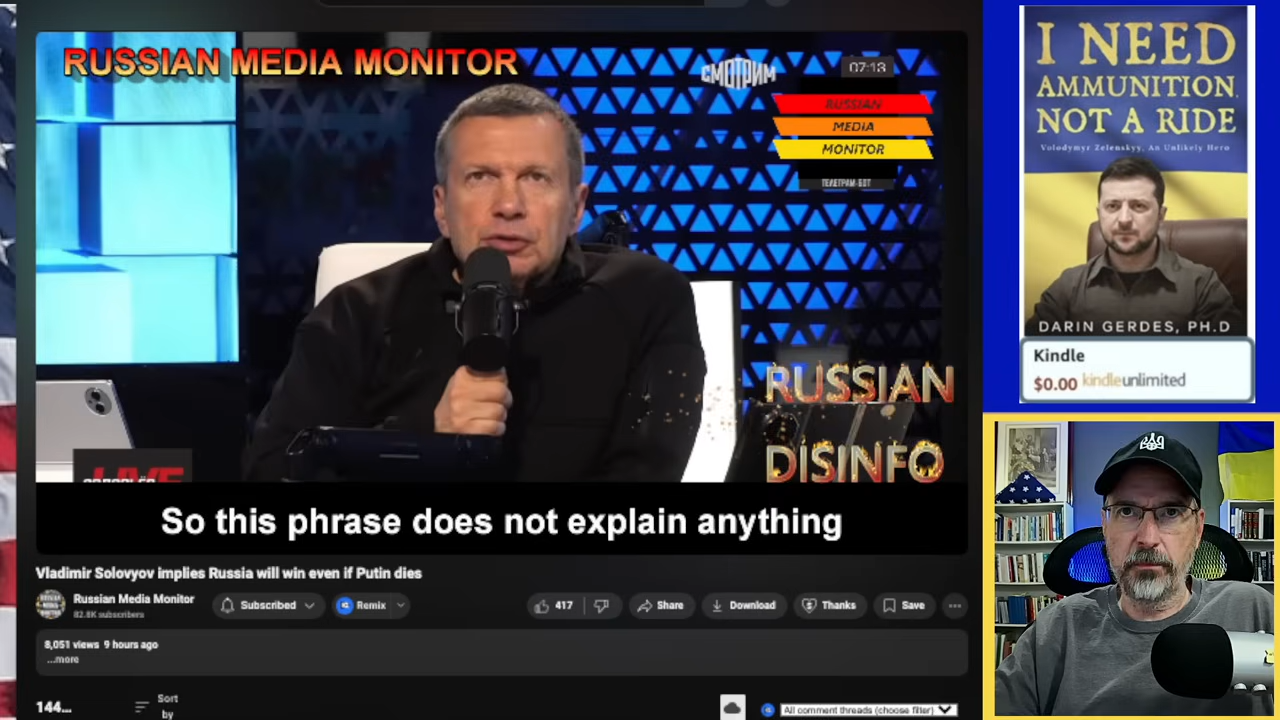 RUSSIAN MEDIA MONITOR
СМОТРИМ
07:13
RUSSIAN
MEDIA
MONITOR
ТЕЛЕГРАМ-БОТ
RUSSIAN
DISINFO
LIVE
So this phrase does not explain anything
Vladimir Solovyov implies Russia will win even if Putin dies
Russian Media Monitor
82.8K subscribers
Subscribed
Remix
417
Share
Download
Thanks
Save
8,051 views 9 hours ago
...more
144...
Sort
by
All comment threads (choose filter)
I NEED
AMMUNITION,
NOT A RIDE
Volodymyr Zelenskyy, An Unlikely Hero
DARIN GERDES, PH.D
Kindle
$0.00 kindleunlimited